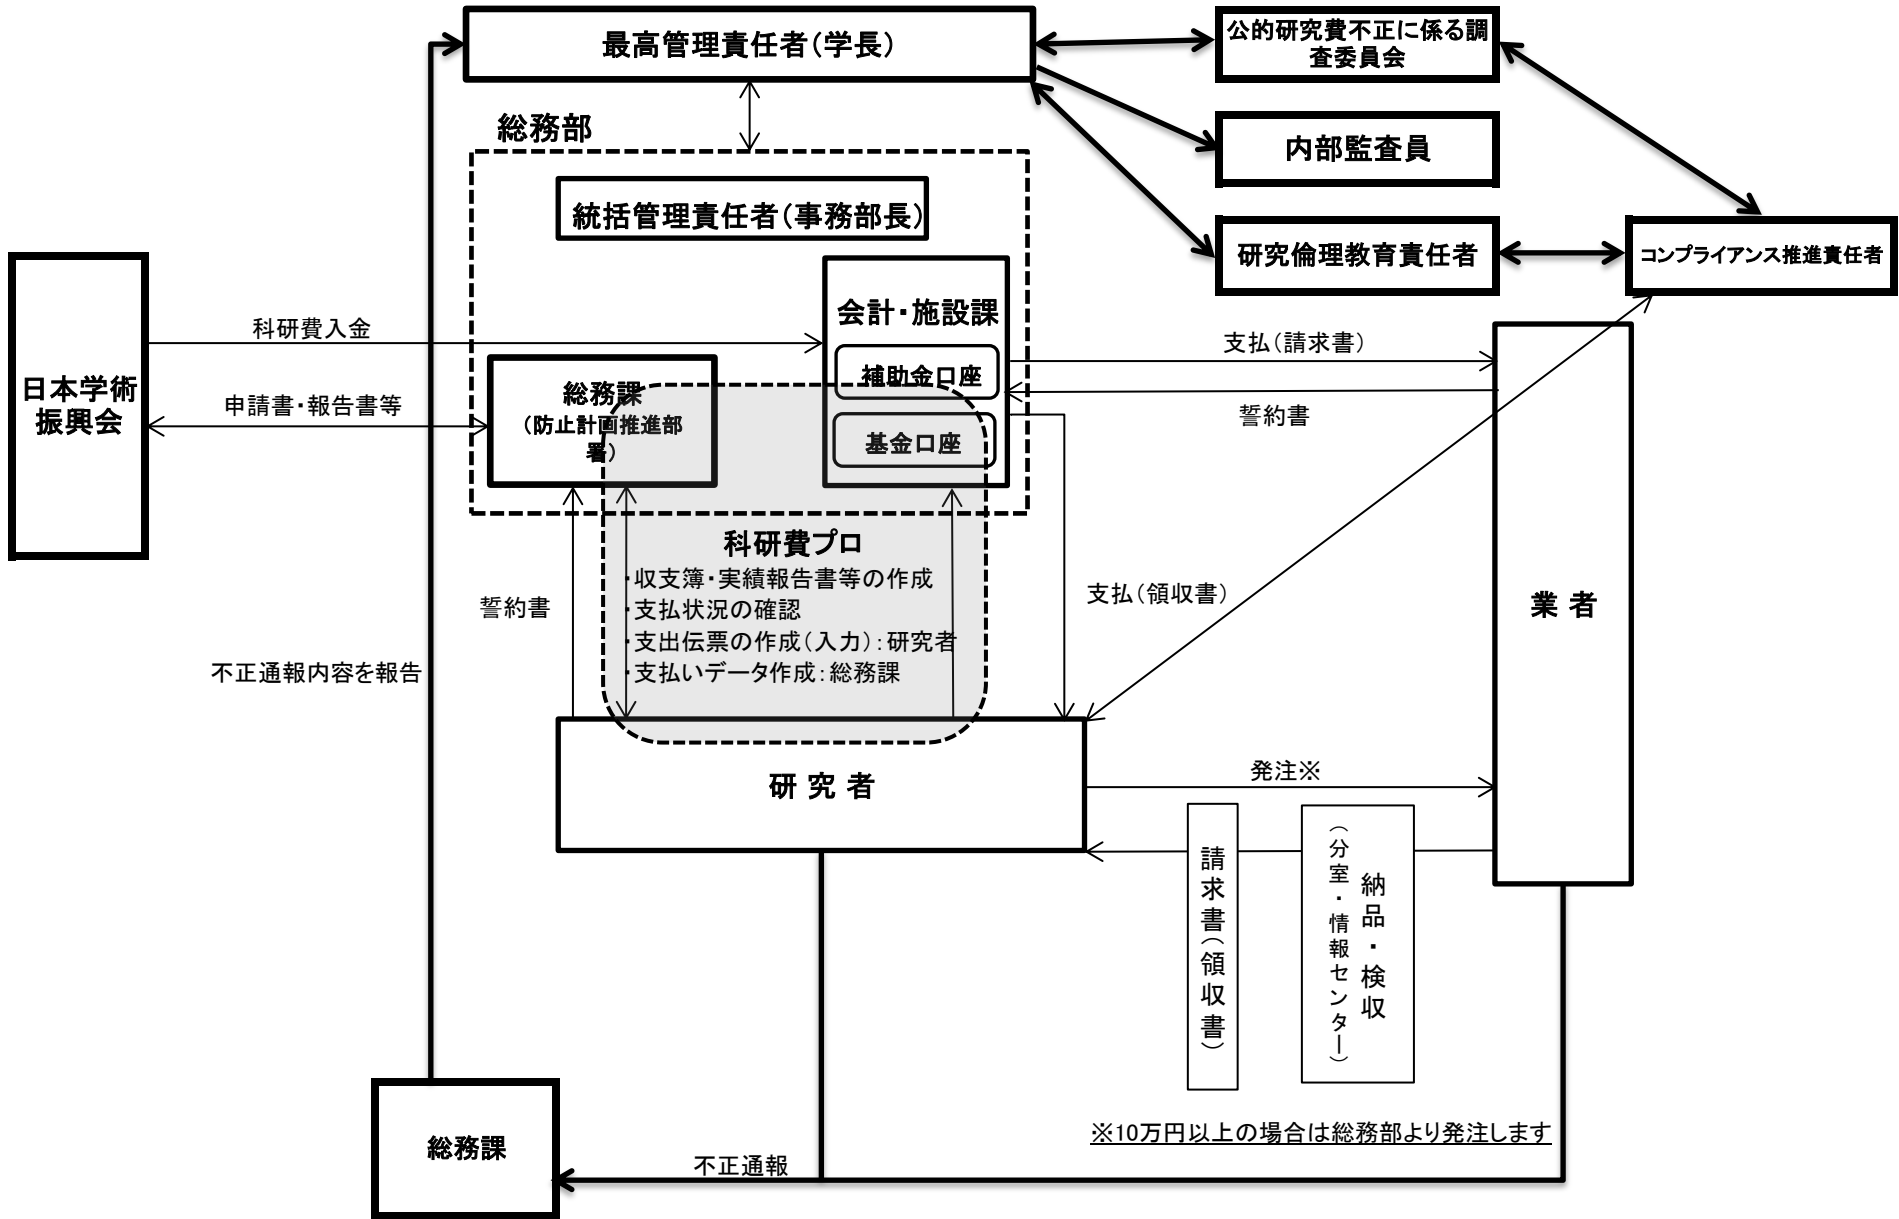 最高管理責任者（学長）
公的研究費不正に係る調
査委員会
総務部
内部監査員
統括管理責任者（事務部長）
研究倫理教育責任者
コンプライアンス推進責任者
会計・施設課
科研費入金
支払（請求書）
補助金口座
日本学術
振興会
総務課
（防止計画推進部
署）
申請書・報告書等
誓約書
基金口座
科研費プロ
・収支簿・実績報告書等の作成
・支払状況の確認
・支出伝票の作成（入力）：研究者
・支払いデータ作成：総務課
誓約書
支払（領収書）
業 者
不正通報内容を報告
研 究 者
発注※
請求書（領収書）
納品・検収
（分室・情報センター）
※10万円以上の場合は総務部より発注します
総務課
不正通報